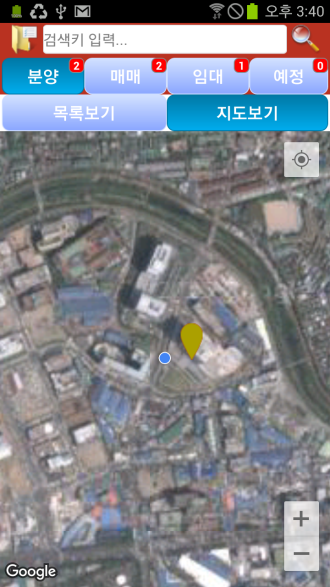 오후 3:40
검색키 입력...
분양 2 매매 2 임대 1 예정 0
목록보기 지도보기
+
−
Google